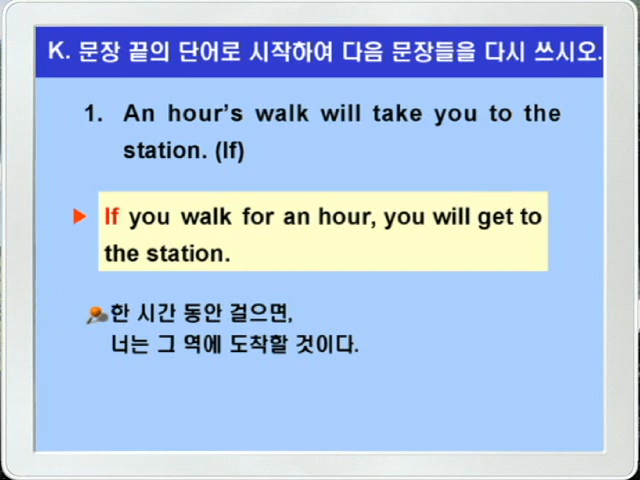 K. 문장 끝의 단어로 시작하여 다음 문장들을 다시 쓰시오.
1. An hour's walk will take you to the
station. (If)
If you walk for an hour, you will get to
the station.
한 시간 동안 걸으면,
너는 그 역에 도착할 것이다.